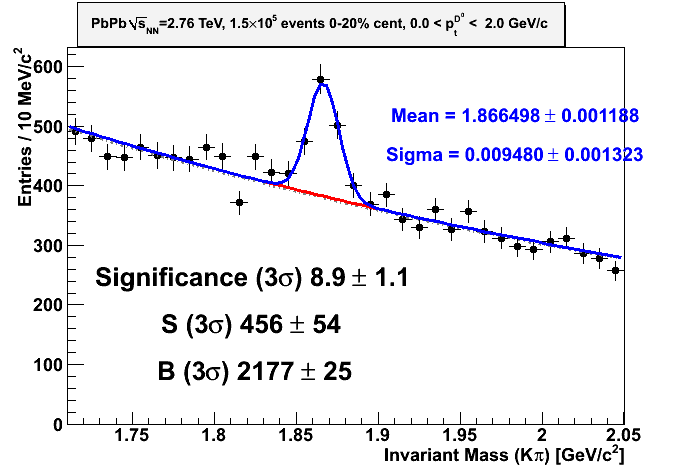 PbPb√s_NN=2.76 TeV, 1.5×10^5 events 0-20% cent, 0.0 < p_t^D^0 < 2.0 GeV/c
Entries / 10 MeV/c^2
600
500
400
300
200
100
0
Mean = 1.866498 ± 0.001188
Sigma = 0.009480 ± 0.001323
Significance (3σ) 8.9 ± 1.1
S (3σ) 456 ± 54
B (3σ) 2177 ± 25
1.75 1.8 1.85 1.9 1.95 2 2.05
Invariant Mass (Kπ) [GeV/c^2]